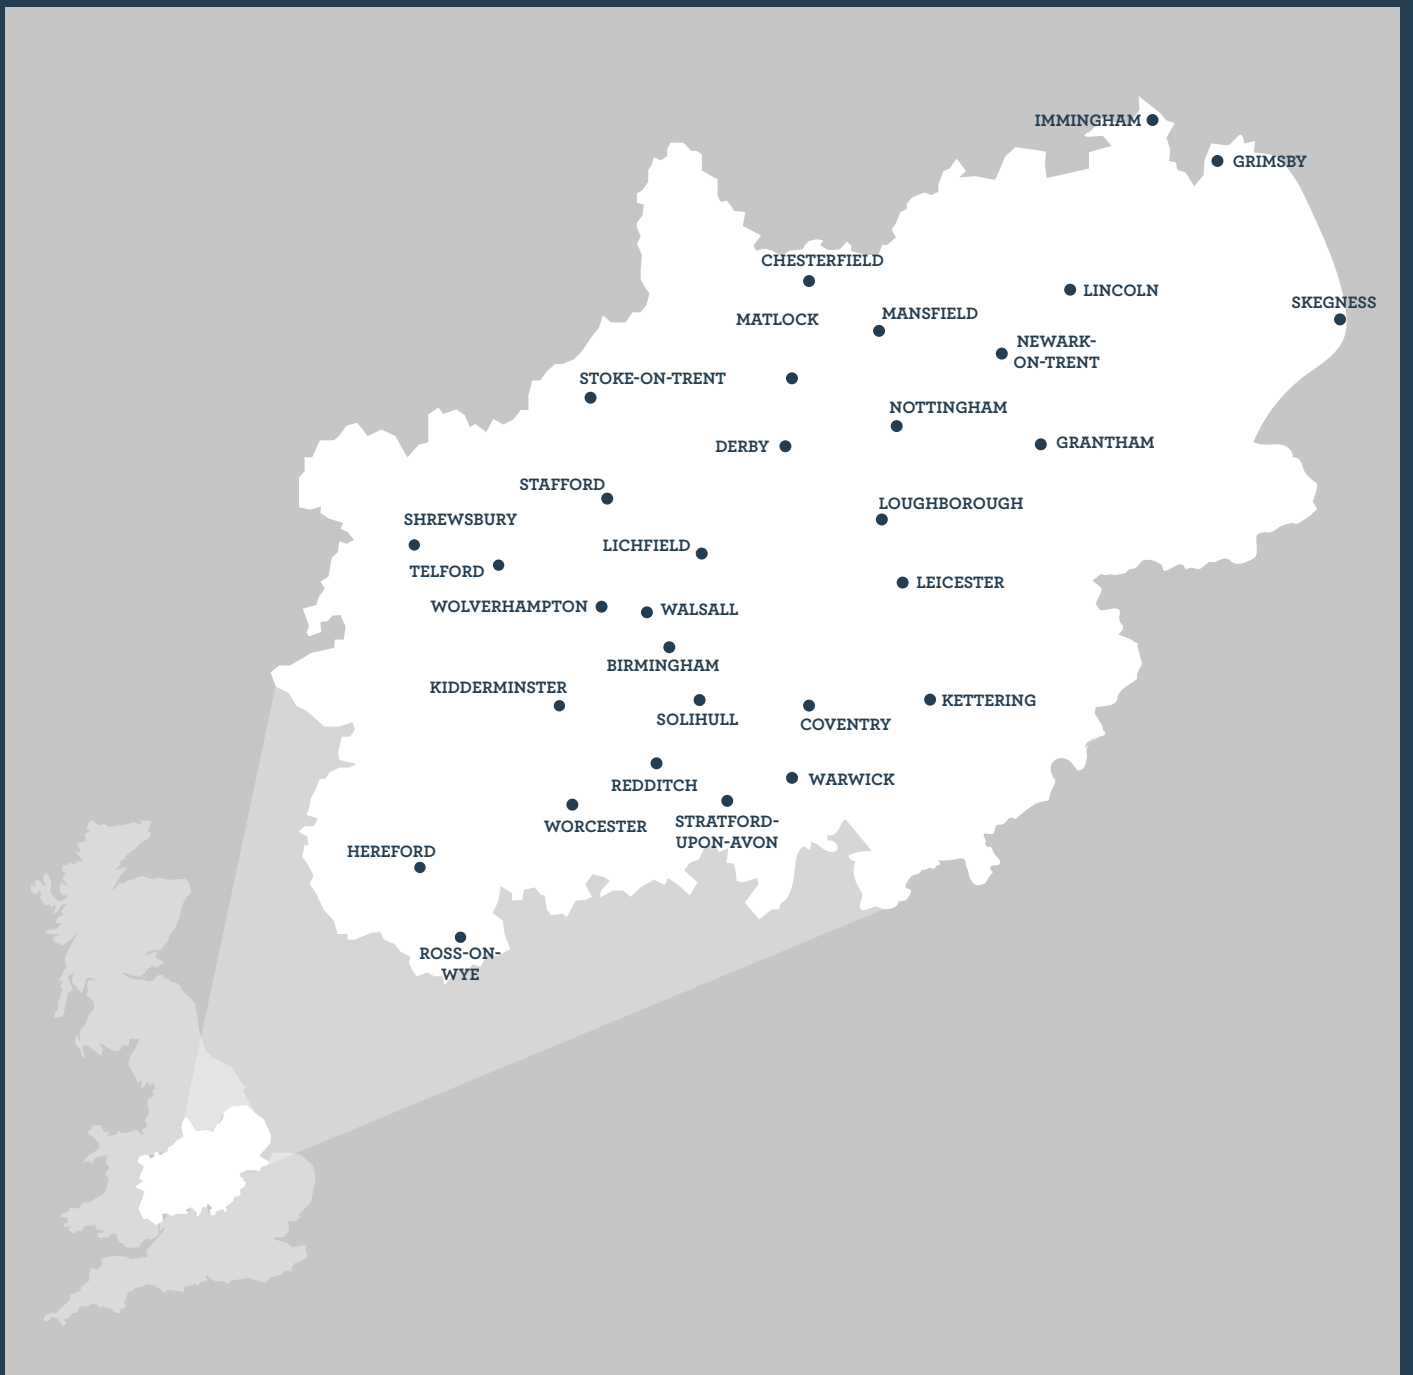 IMMINGHAM
GRIMSBY
CHESTERFIELD
LINCOLN
SKEGNESS
MATLOCK
MANSFIELD
NEWARK-
ON-TRENT
STOKE-ON-TRENT
NOTTINGHAM
DERBY
GRANTHAM
STAFFORD
LOUGHBOROUGH
SHREWSBURY
LICHFIELD
TELFORD
LEICESTER
WOLVERHAMPTON
WALSALL
BIRMINGHAM
KIDDERMINSTER
KETTERING
SOLIHULL
COVENTRY
WARWICK
REDDITCH
STRATFORD-
UPON-AVON
WORCESTER
HEREFORD
ROSS-ON-
WYE